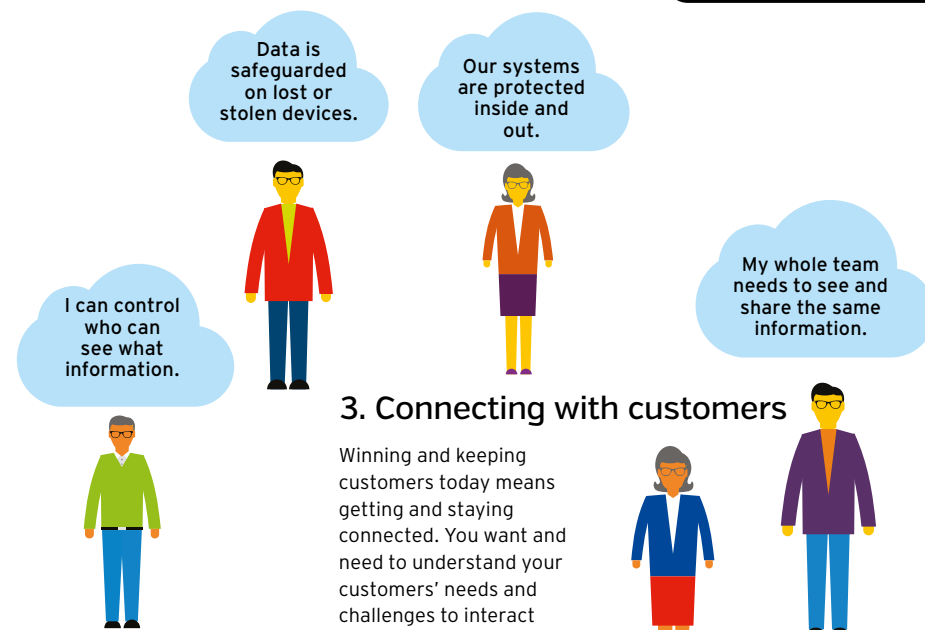 Data is
safeguarded
on lost or
stolen devices.
Our systems
are protected
inside and
out.
My whole team
needs to see and
share the same
information.
I can control
who can
see what
information.
3. Connecting with customers
Winning and keeping
customers today means
getting and staying
connected. You want and
need to understand your
customers’ needs and
challenges to interact